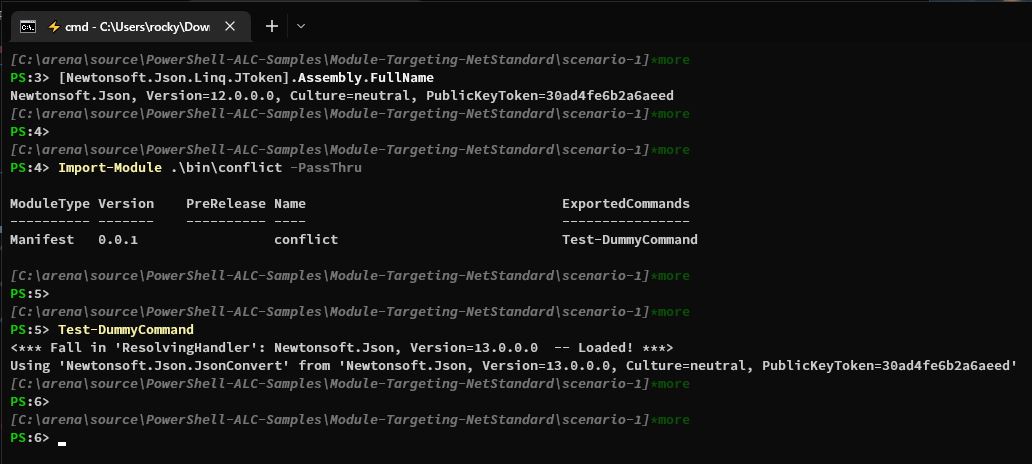 cmd - C:\Users\rocky\Dow
[C:\arena\source\PowerShell-ALC-Samples\Module-Targeting-NetStandard\scenario-1]*more
PS:3> [Newtonsoft.Json.Linq.JToken].Assembly.FullName
Newtonsoft.Json, Version=12.0.0.0, Culture=neutral, PublicKeyToken=30ad4fe6b2a6aeed
[C:\arena\source\PowerShell-ALC-Samples\Module-Targeting-NetStandard\scenario-1]*more
PS:4>
[C:\arena\source\PowerShell-ALC-Samples\Module-Targeting-NetStandard\scenario-1]*more
PS:4> Import-Module .\bin\conflict -PassThru
ModuleType Version    PreRelease Name                                ExportedCommands
---------- -------    ---------- ----                                ----------------
Manifest   0.0.1                 conflict                            Test-DummyCommand
[C:\arena\source\PowerShell-ALC-Samples\Module-Targeting-NetStandard\scenario-1]*more
PS:5>
[C:\arena\source\PowerShell-ALC-Samples\Module-Targeting-NetStandard\scenario-1]*more
PS:5> Test-DummyCommand
<*** Fall in 'ResolvingHandler': Newtonsoft.Json, Version=13.0.0.0  -- Loaded! ***>
Using 'Newtonsoft.Json.JsonConvert' from 'Newtonsoft.Json, Version=13.0.0.0, Culture=neutral, PublicKeyToken=30ad4fe6b2a6aeed'
[C:\arena\source\PowerShell-ALC-Samples\Module-Targeting-NetStandard\scenario-1]*more
PS:6>
[C:\arena\source\PowerShell-ALC-Samples\Module-Targeting-NetStandard\scenario-1]*more
PS:6>